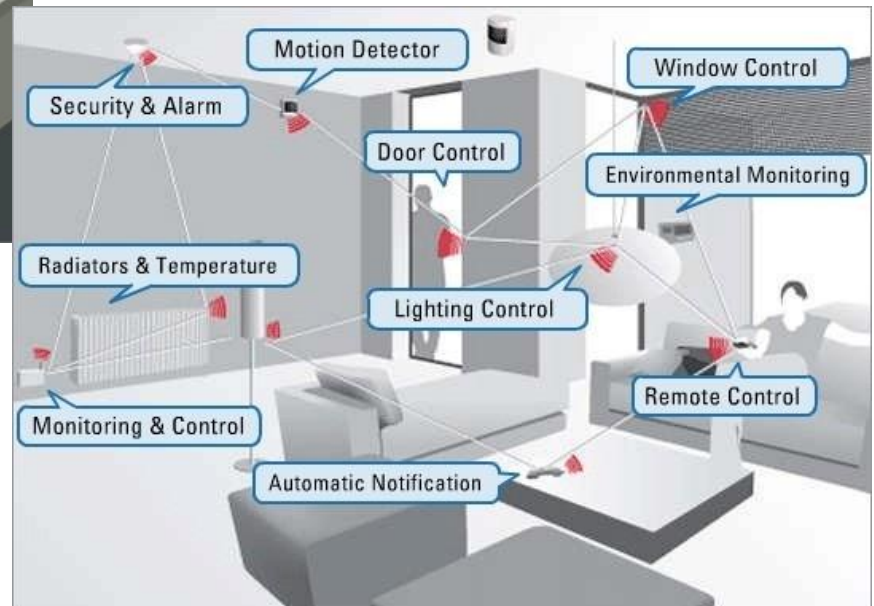 Motion Detector
Window Control
Security & Alarm
Door Control
Environmental Monitoring
Radiators & Temperature
Lighting Control
Remote Control
Monitoring & Control
Automatic Notification